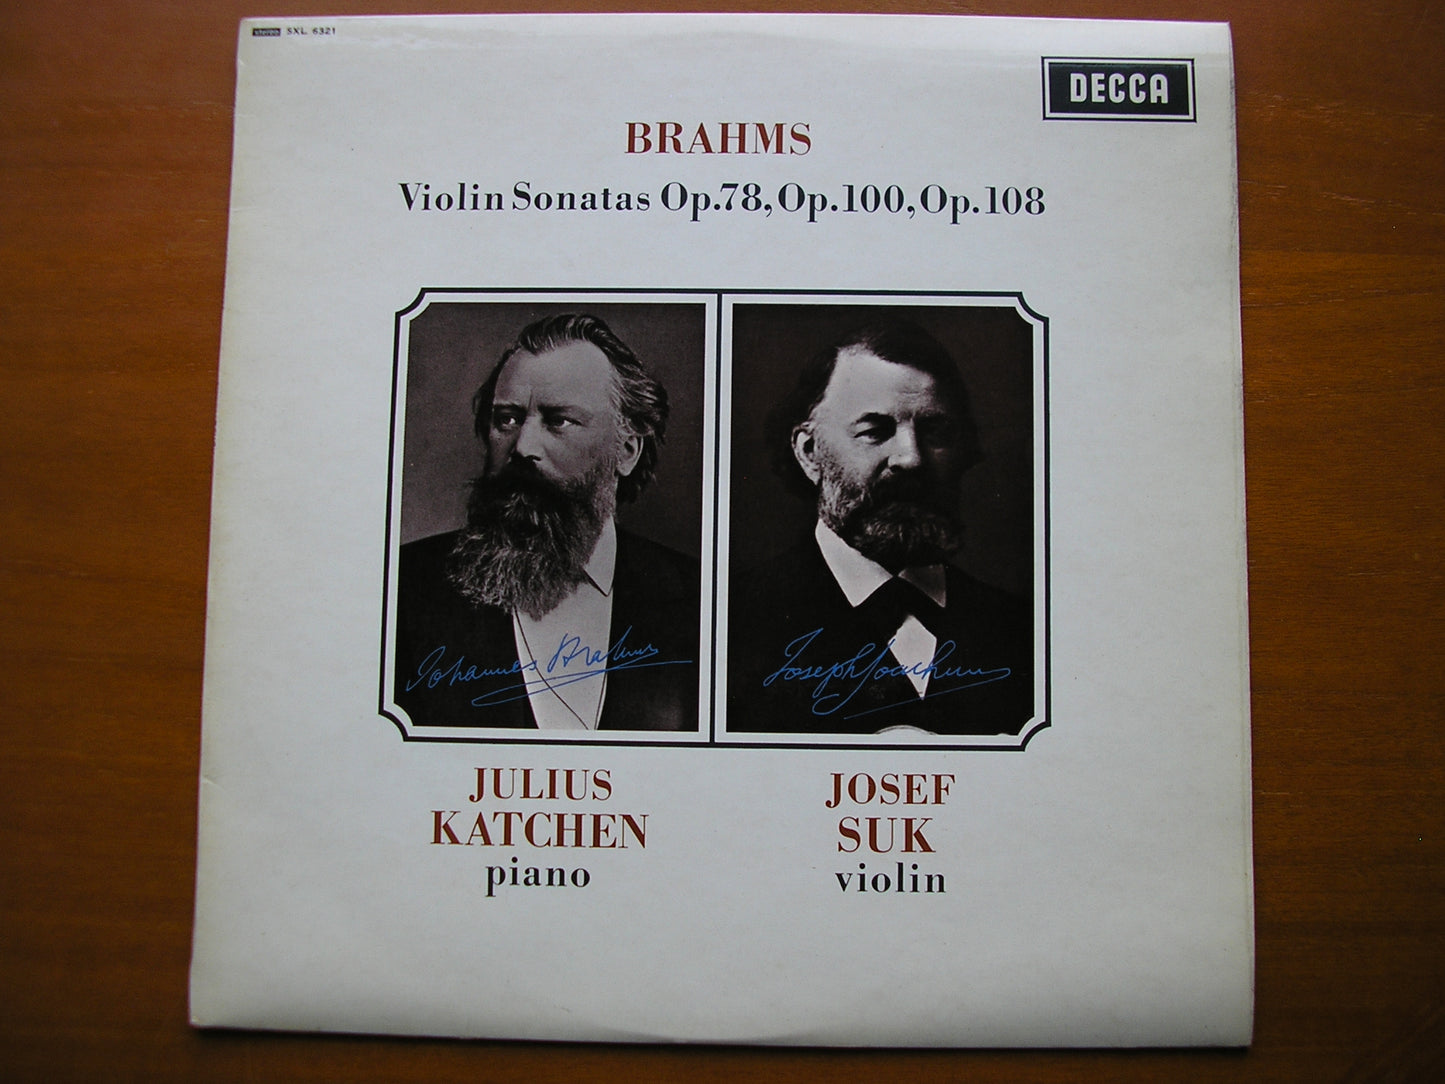 stereo SXL 6321
DECCA
BRAHMS
Violin Sonatas Op.78, Op.100, Op.108
Johannes Brahms
Joseph Joachim
JULIUS
KATCHEN
piano
JOSEF
SUK
violin